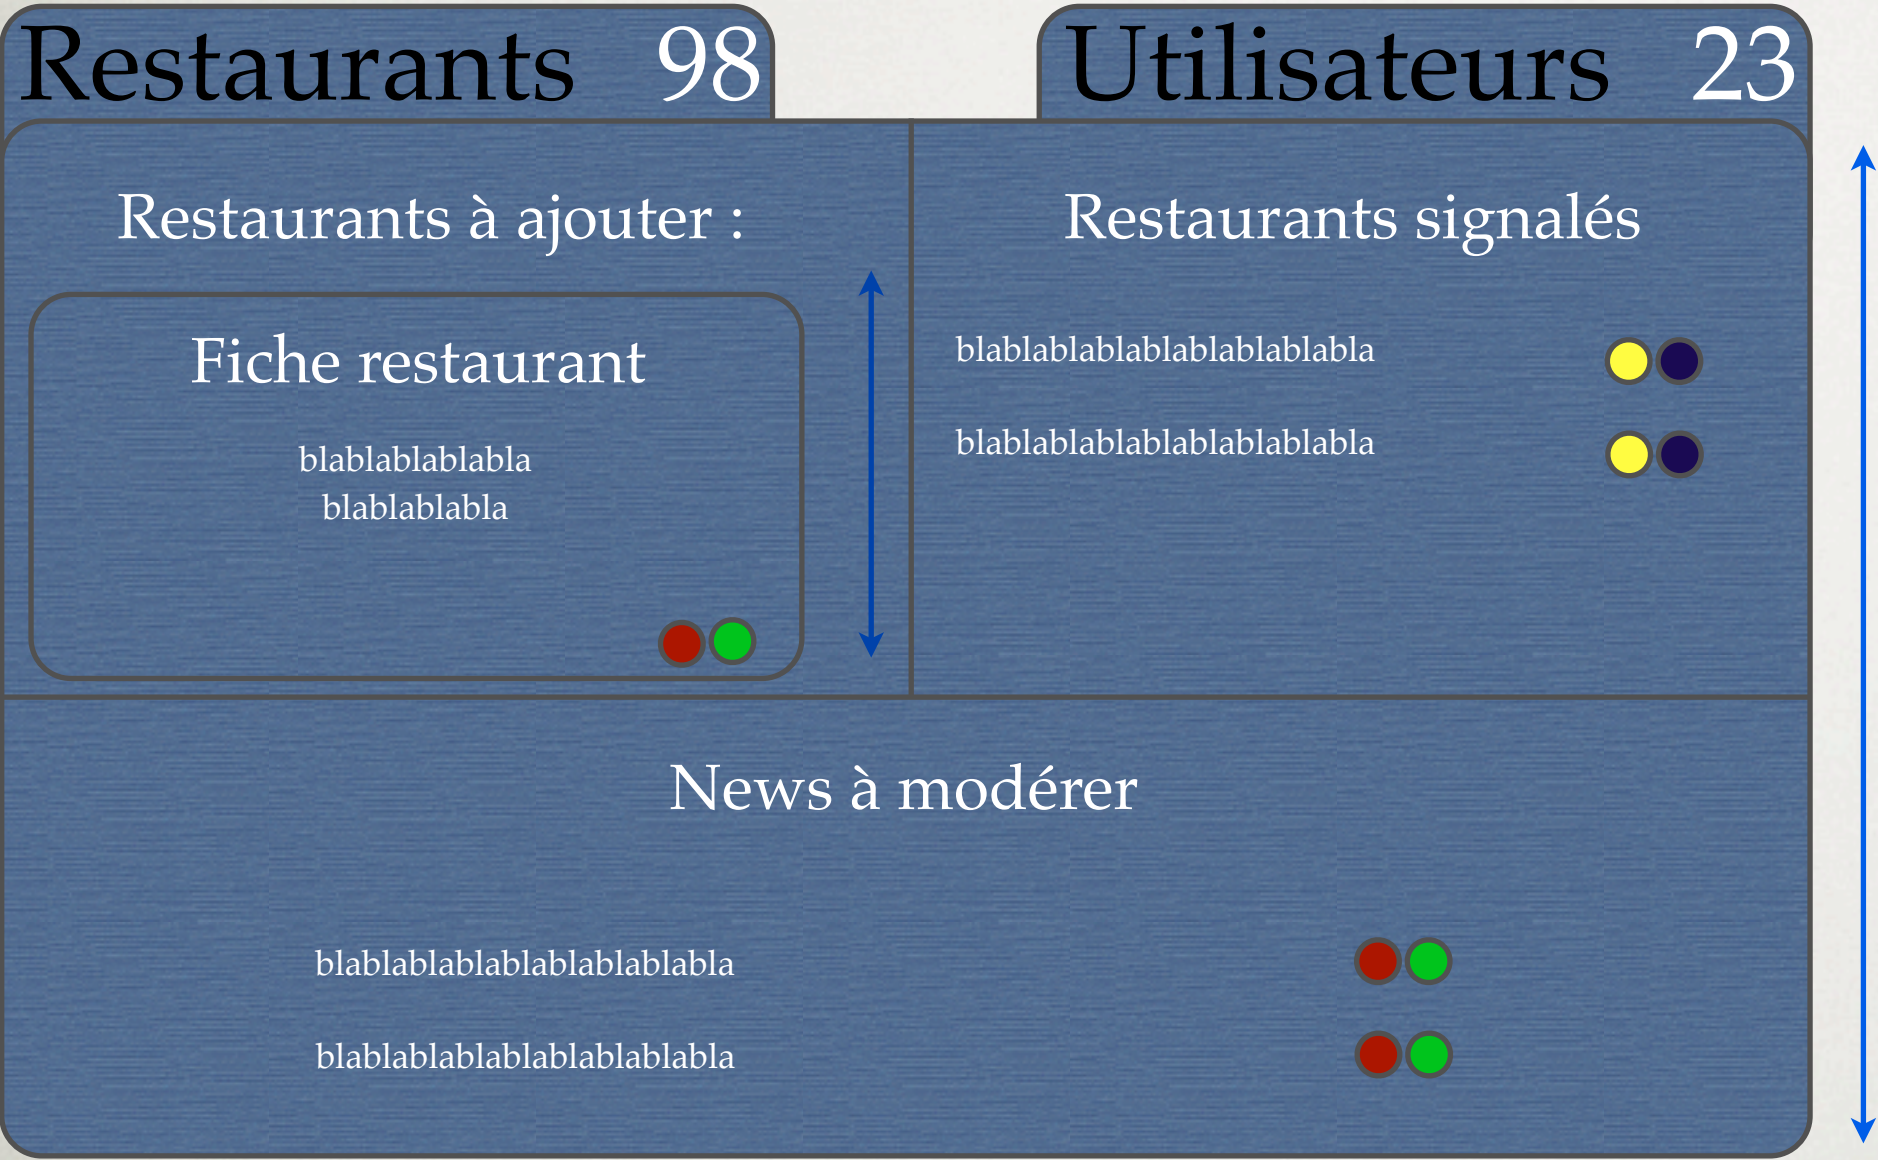 Restaurants 98
Utilisateurs 23
Restaurants à ajouter :
Fiche restaurant
blablablablabla
blablablabla
Restaurants signalés
blablablablablablablablabla
blablablablablablablablabla
News à modérer
blablablablablablablablabla
blablablablablablablablabla